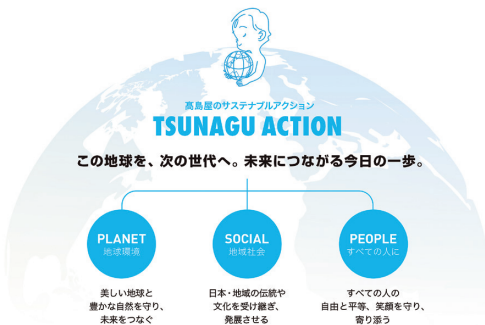 高島屋のサステナブルアクション
TSUNAGU ACTION
この地球を、次の世代へ。未来につながる今日の一歩。
PLANET
地球環境
美しい地球と
豊かな自然を守り、
未来をつなぐ
SOCIAL
地域社会
日本・地域の伝統や
文化を受け継ぎ、
発展させる
PEOPLE
すべての人に
すべての人の
自由と平等、笑顔を守り、
寄り添う